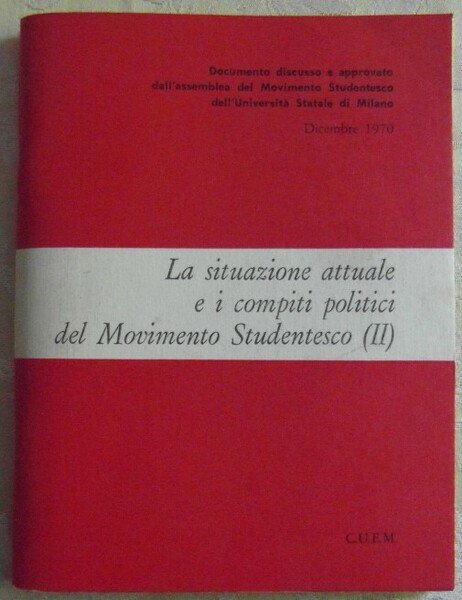 Documento discusso e approvato
dall'assemblea del Movimento Studentesco
dell'Università Statale di Milano
Dicembre 1970
La situazione attuale
e i compiti politici
del Movimento Studentesco (II)
C.U.E.M.